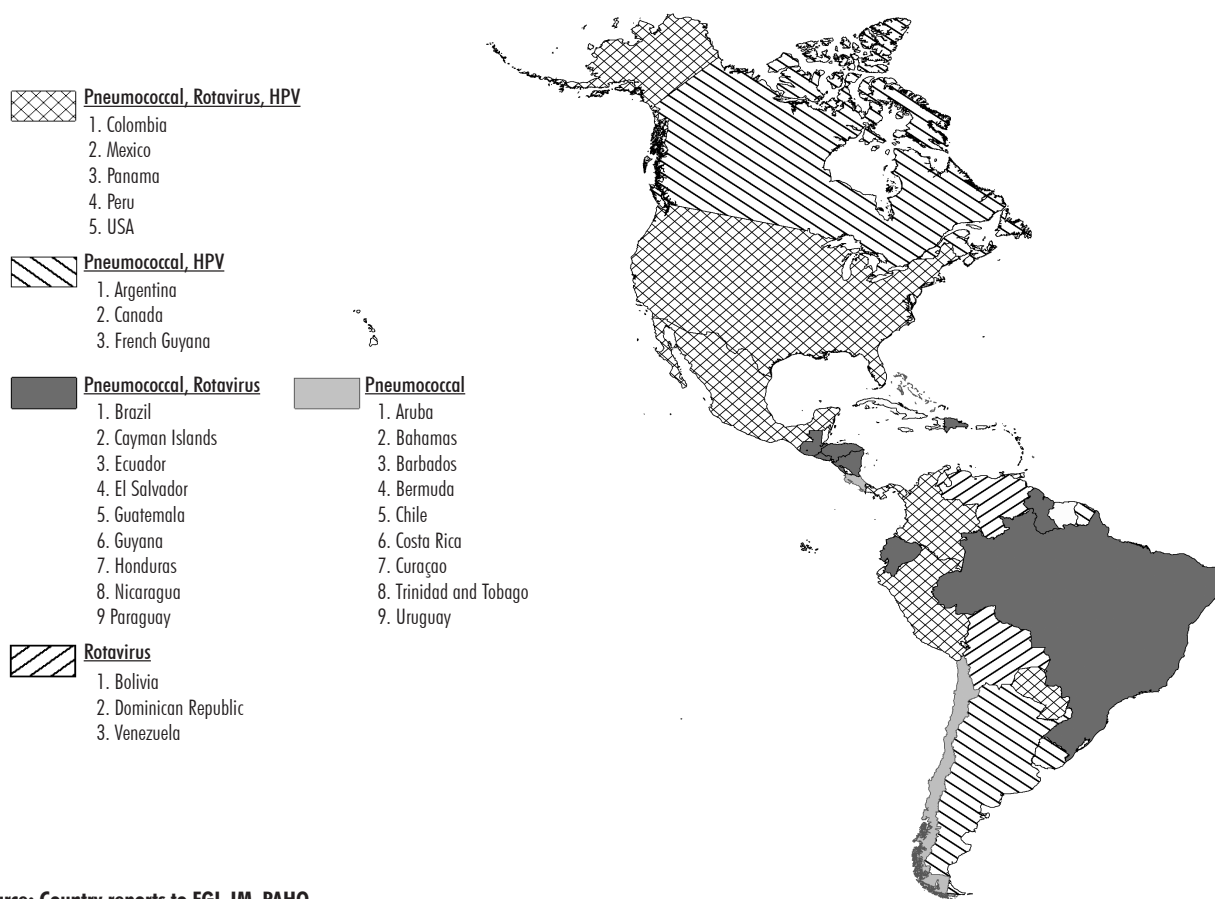 Pneumococcal, Rotavirus, HPV
1. Colombia
2. Mexico
3. Panama
4. Peru
5. USA
Pneumococcal, HPV
1. Argentina
2. Canada
3. French Guyana
Pneumococcal, Rotavirus
1. Brazil
2. Cayman Islands
3. Ecuador
4. El Salvador
5. Guatemala
6. Guyana
7. Honduras
8. Nicaragua
9 Paraguay
Pneumococcal
1. Aruba
2. Bahamas
3. Barbados
4. Bermuda
5. Chile
6. Costa Rica
7. Curaçao
8. Trinidad and Tobago
9. Uruguay
Rotavirus
1. Bolivia
2. Dominican Republic
3. Venezuela
Country reports to FGL-IM, PAHO